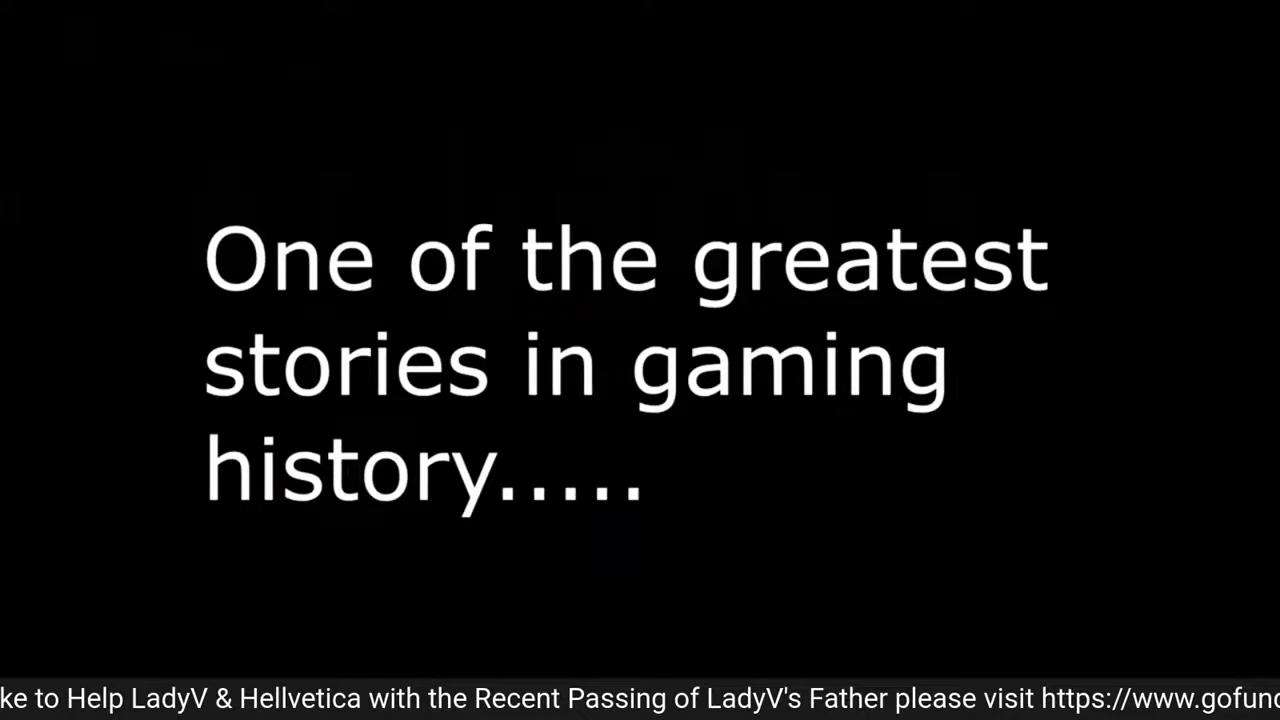 One of the greatest
stories in gaming
history.....
ke to Help LadyV & Hellvetica with the Recent Passing of LadyV's Father please visit https://www.gofund